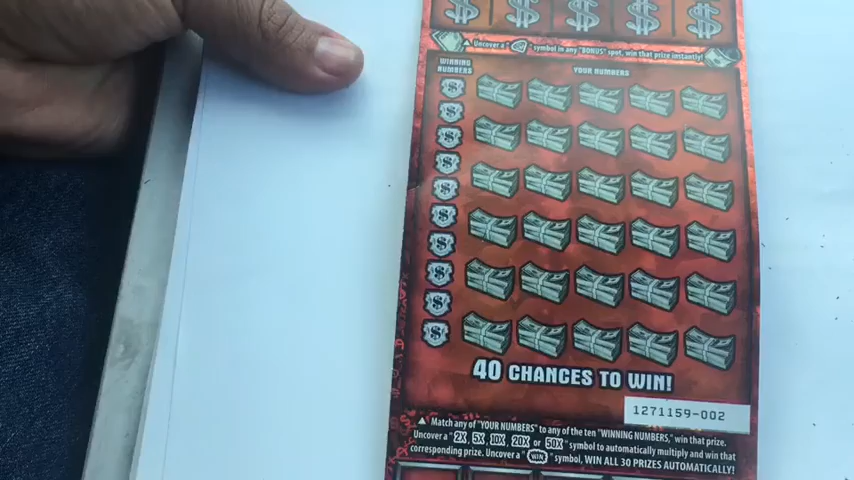 Uncover a symbol in any "BONUS" spot, win that prize instantly!
WINNING NUMBERS
YOUR NUMBERS
40 CHANCES TO WIN!
1271159-002
Match any of "YOUR NUMBERS" to any of the ten "WINNING NUMBERS," win that prize.
Uncover a "2X, 5X, 10X, 20X or 50X" symbol to automatically multiply and win that
corresponding prize. Uncover a "WIN" symbol, WIN ALL 30 PRIZES AUTOMATICALLY!